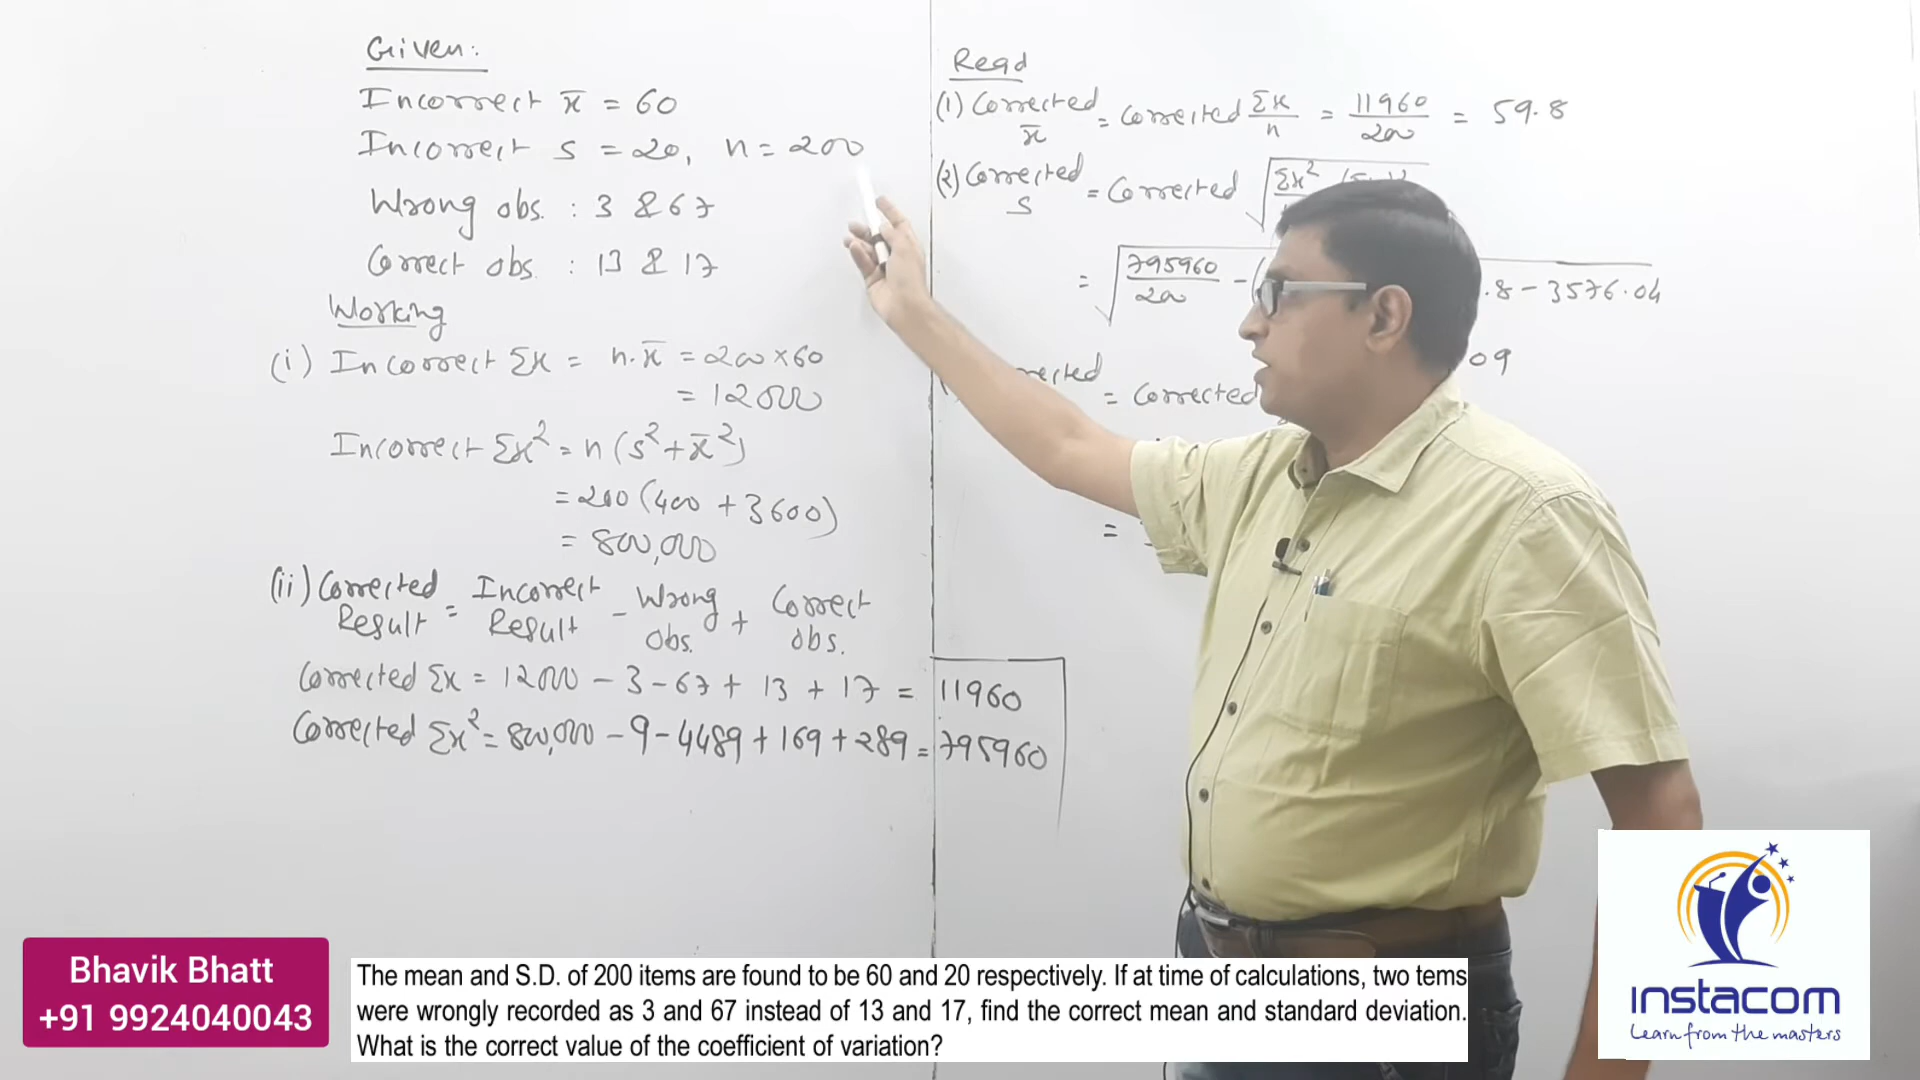 Given:
Incorrect x̄ = 60
Incorrect s = 20, n = 200
Wrong obs. : 3 & 67
Correct obs. : 13 & 17
Working
(i) Incorrect Σx = n.x̄ = 200 × 60
= 12000
Incorrect Σx² = n (s² + x̄²)
= 200 (400 + 3600)
= 800,000
(ii) Corrected Result = Incorrect Result - Wrong obs. + Correct obs.
Corrected Σx = 12000 - 3 - 67 + 13 + 17 = 11960
Corrected Σx² = 800,000 - 9 - 4489 + 169 + 289 = 795960
Read
(1) Corrected x̄ = Corrected Σx/n = 11960/200 = 59.8
(2) Corrected s = Corrected √ Σx²
= √ 795960/200 - ( .8 - 3576.04
09
= Corrected
=
Bhavik Bhatt
+91 9924040043
The mean and S.D. of 200 items are found to be 60 and 20 respectively. If at time of calculations, two tems
were wrongly recorded as 3 and 67 instead of 13 and 17, find the correct mean and standard deviation.
What is the correct value of the coefficient of variation?
instacom
Learn from the masters